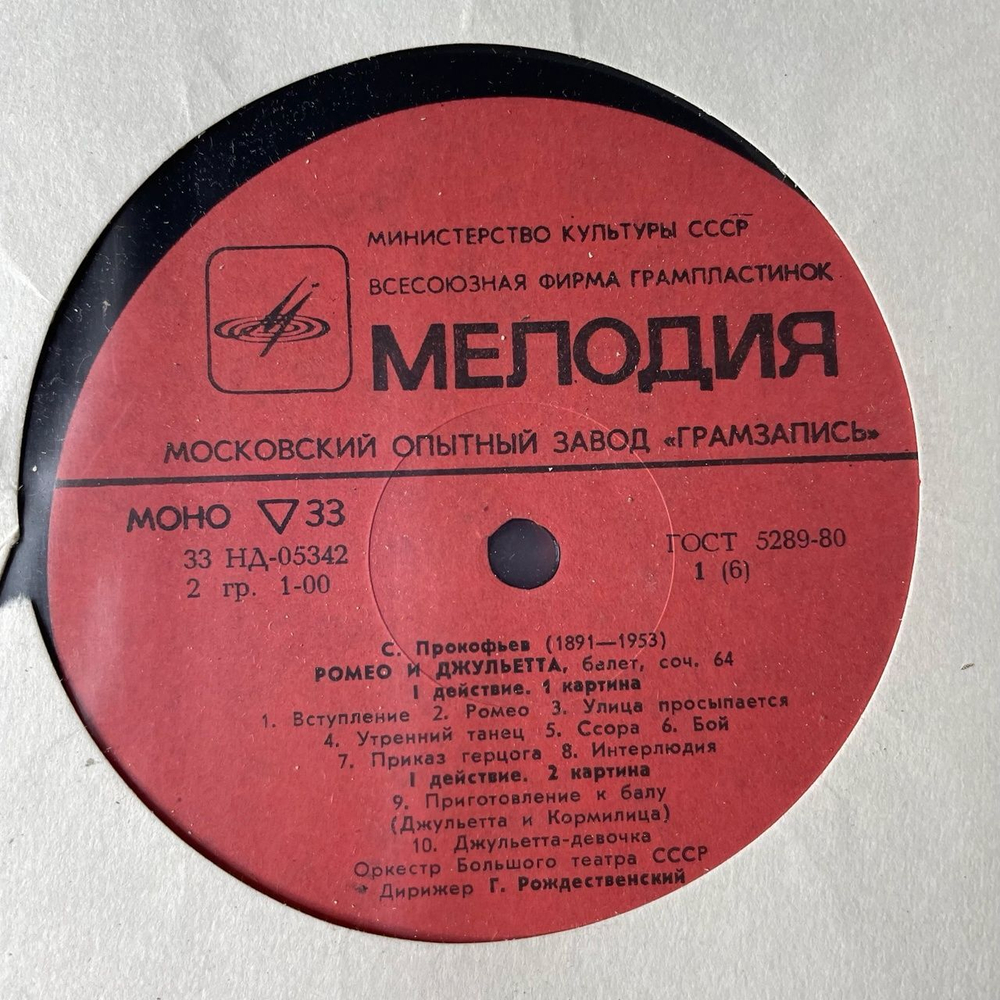 МИНИСТЕРСТВО КУЛЬТУРЫ СССР
ВСЕСОЮЗНАЯ ФИРМА ГРАМПЛАСТИНОК
МЕЛОДИЯ
МОСКОВСКИЙ ОПЫТНЫЙ ЗАВОД «ГРАМЗАПИСЬ»
МОНО ▽33
33 НД-05342
2 гр. 1-00
ГОСТ 5289-80
1 (6)
С. Прокофьев (1891—1953)
РОМЕО И ДЖУЛЬЕТТА, балет, соч. 64
I действие. 1 картина
1. Вступление 2. Ромео 3. Улица просыпается
4. Утренний танец 5. Ссора 6. Бой
7. Приказ герцога 8. Интерлюдия
I действие. 2 картина
9. Приготовление к балу
(Джульетта и Кормилица)
10. Джульетта-девочка
Оркестр Большого театра СССР
Дирижер Г. Рождественский